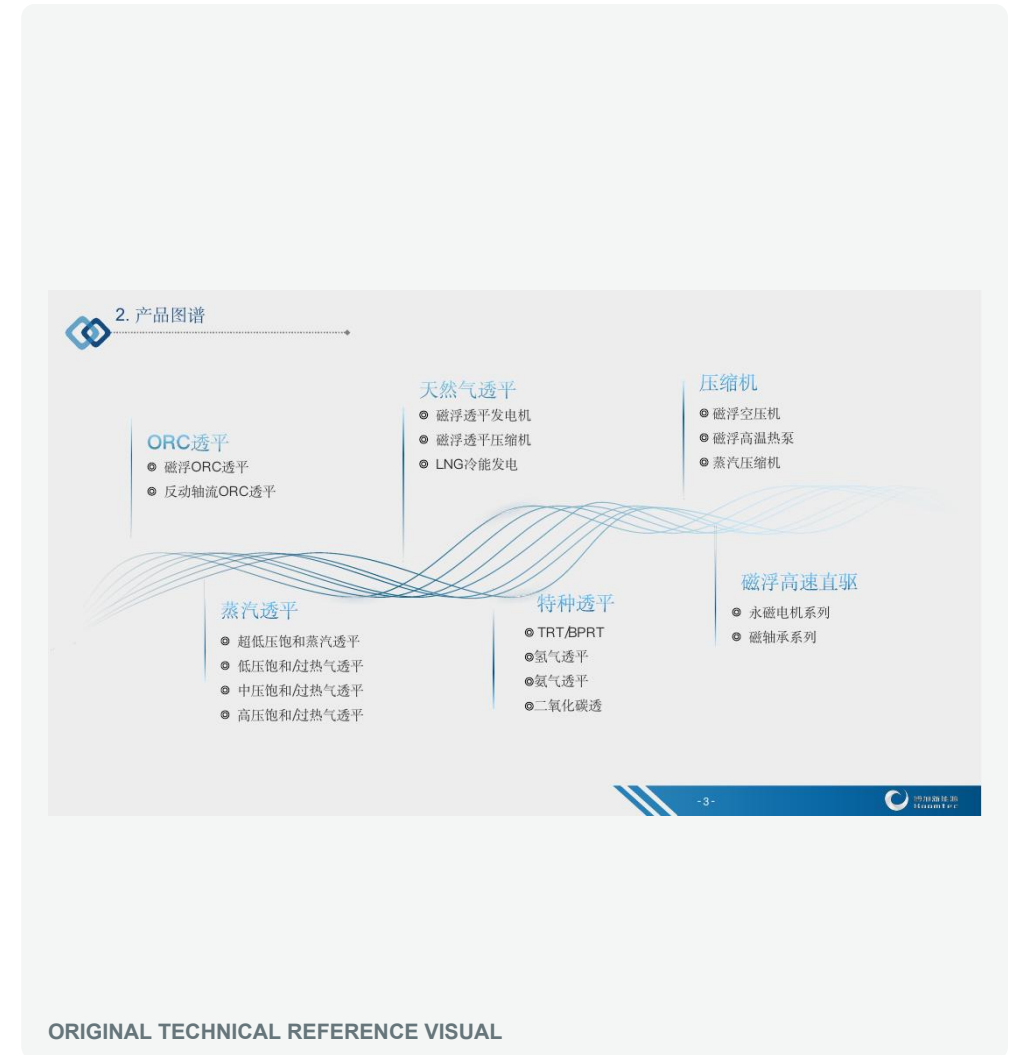 2. 产品图谱
ORC透平
◎ 磁浮ORC透平
◎ 反动轴流ORC透平
天然气透平
◎ 磁浮透平发电机
◎ 磁浮透平压缩机
◎ LNG冷能发电
压缩机
◎ 磁浮空压机
◎ 磁浮高温热泵
◎ 蒸汽压缩机
蒸汽透平
◎ 超低压饱和蒸汽透平
◎ 低压饱和/过热气透平
◎ 中压饱和/过热气透平
◎ 高压饱和/过热气透平
特种透平
◎ TRT/BPRT
◎氢气透平
◎氨气透平
◎二氧化碳透
磁浮高速直驱
◎ 永磁电机系列
◎ 磁轴承系列
-3-
ORIGINAL TECHNICAL REFERENCE VISUAL